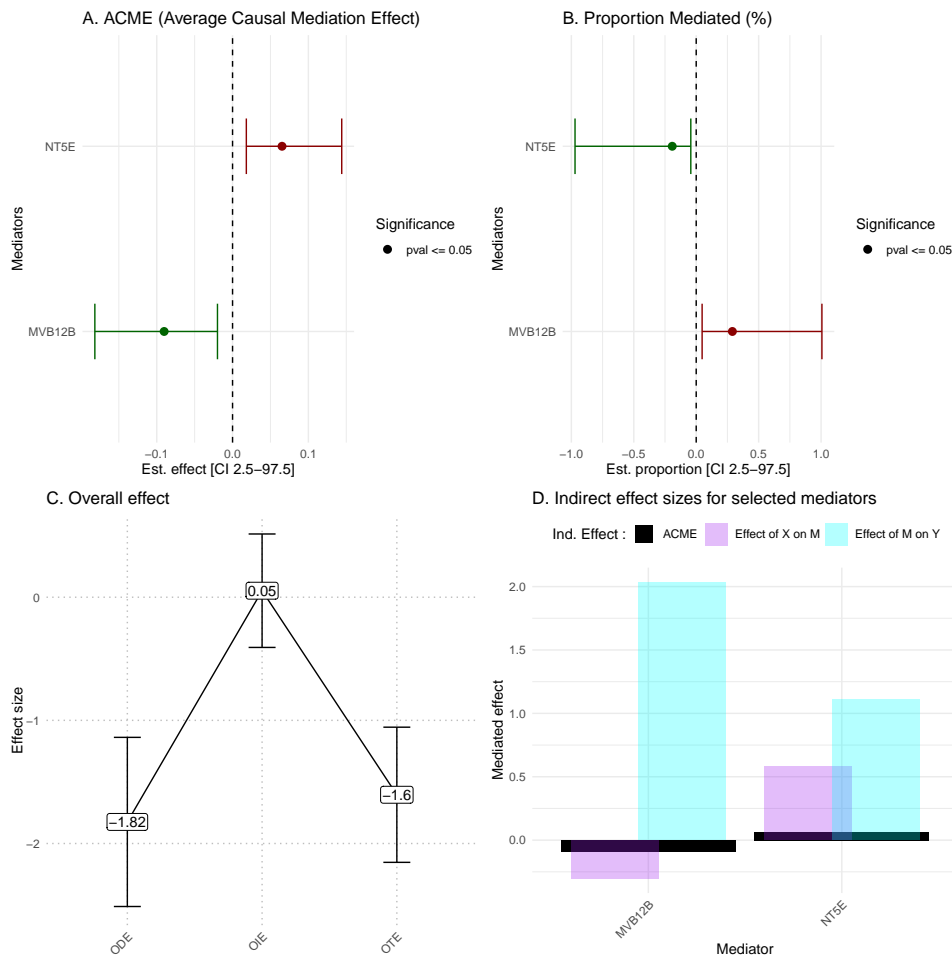 A. ACME (Average Causal Mediation Effect)
NT5E
MVB12B
Mediators
−0.1 0.0 0.1
Est. effect [CI 2.5−97.5]
Significance
pval <= 0.05
B. Proportion Mediated (%)
NT5E
MVB12B
Mediators
−1.0 −0.5 0.0 0.5 1.0
Est. proportion [CI 2.5−97.5]
Significance
pval <= 0.05
C. Overall effect
0
−1
−2
Effect size
−1.82
0.05
−1.6
ODE OIE OTE
D. Indirect effect sizes for selected mediators
Ind. Effect : ACME Effect of X on M Effect of M on Y
2.0
1.5
1.0
0.5
0.0
Mediated effect
MVB12B NT5E
Mediator